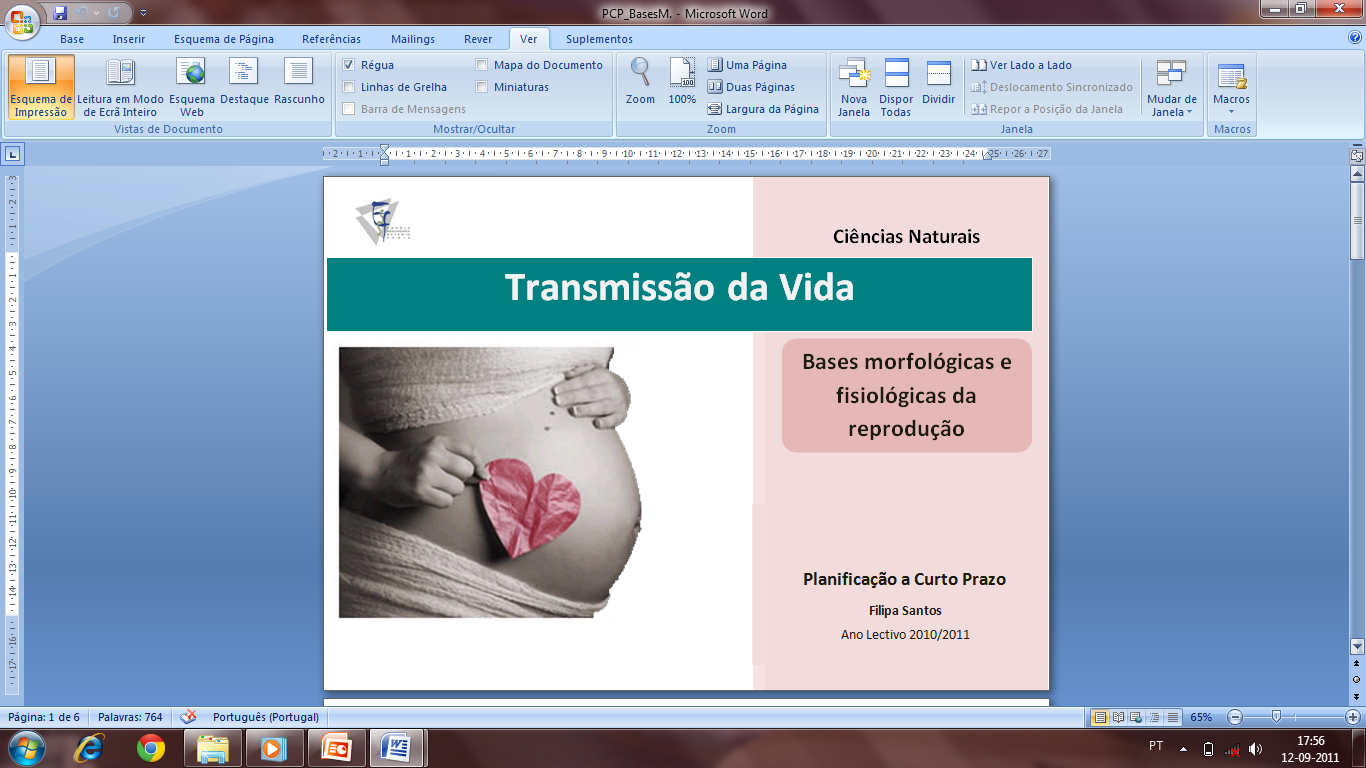 PCP_BasesM. - Microsoft Word
Base Inserir Esquema de Página Referências Mailings Rever Ver Suplementos
Esquema de Impressão
Leitura em Modo de Ecrã Inteiro
Esquema Web
Destaque
Rascunho
Vistas de Documento
Régua
Linhas de Grelha
Barra de Mensagens
Mapa do Documento
Miniaturas
Mostrar/Ocultar
Zoom
100%
Uma Página
Duas Páginas
Largura da Página
Zoom
Nova Janela
Dispor Todas
Dividir
Ver Lado a Lado
Deslocamento Sincronizado
Repor a Posição da Janela
Mudar de Janela
Janela
Macros
Macros
Ciências Naturais
Transmissão da Vida
Bases morfológicas e
fisiológicas da
reprodução
Planificação a Curto Prazo
Filipa Santos
Ano Lectivo 2010/2011
Página: 1 de 6 Palavras: 764 Português (Portugal) 65%
PT 17:56
12-09-2011